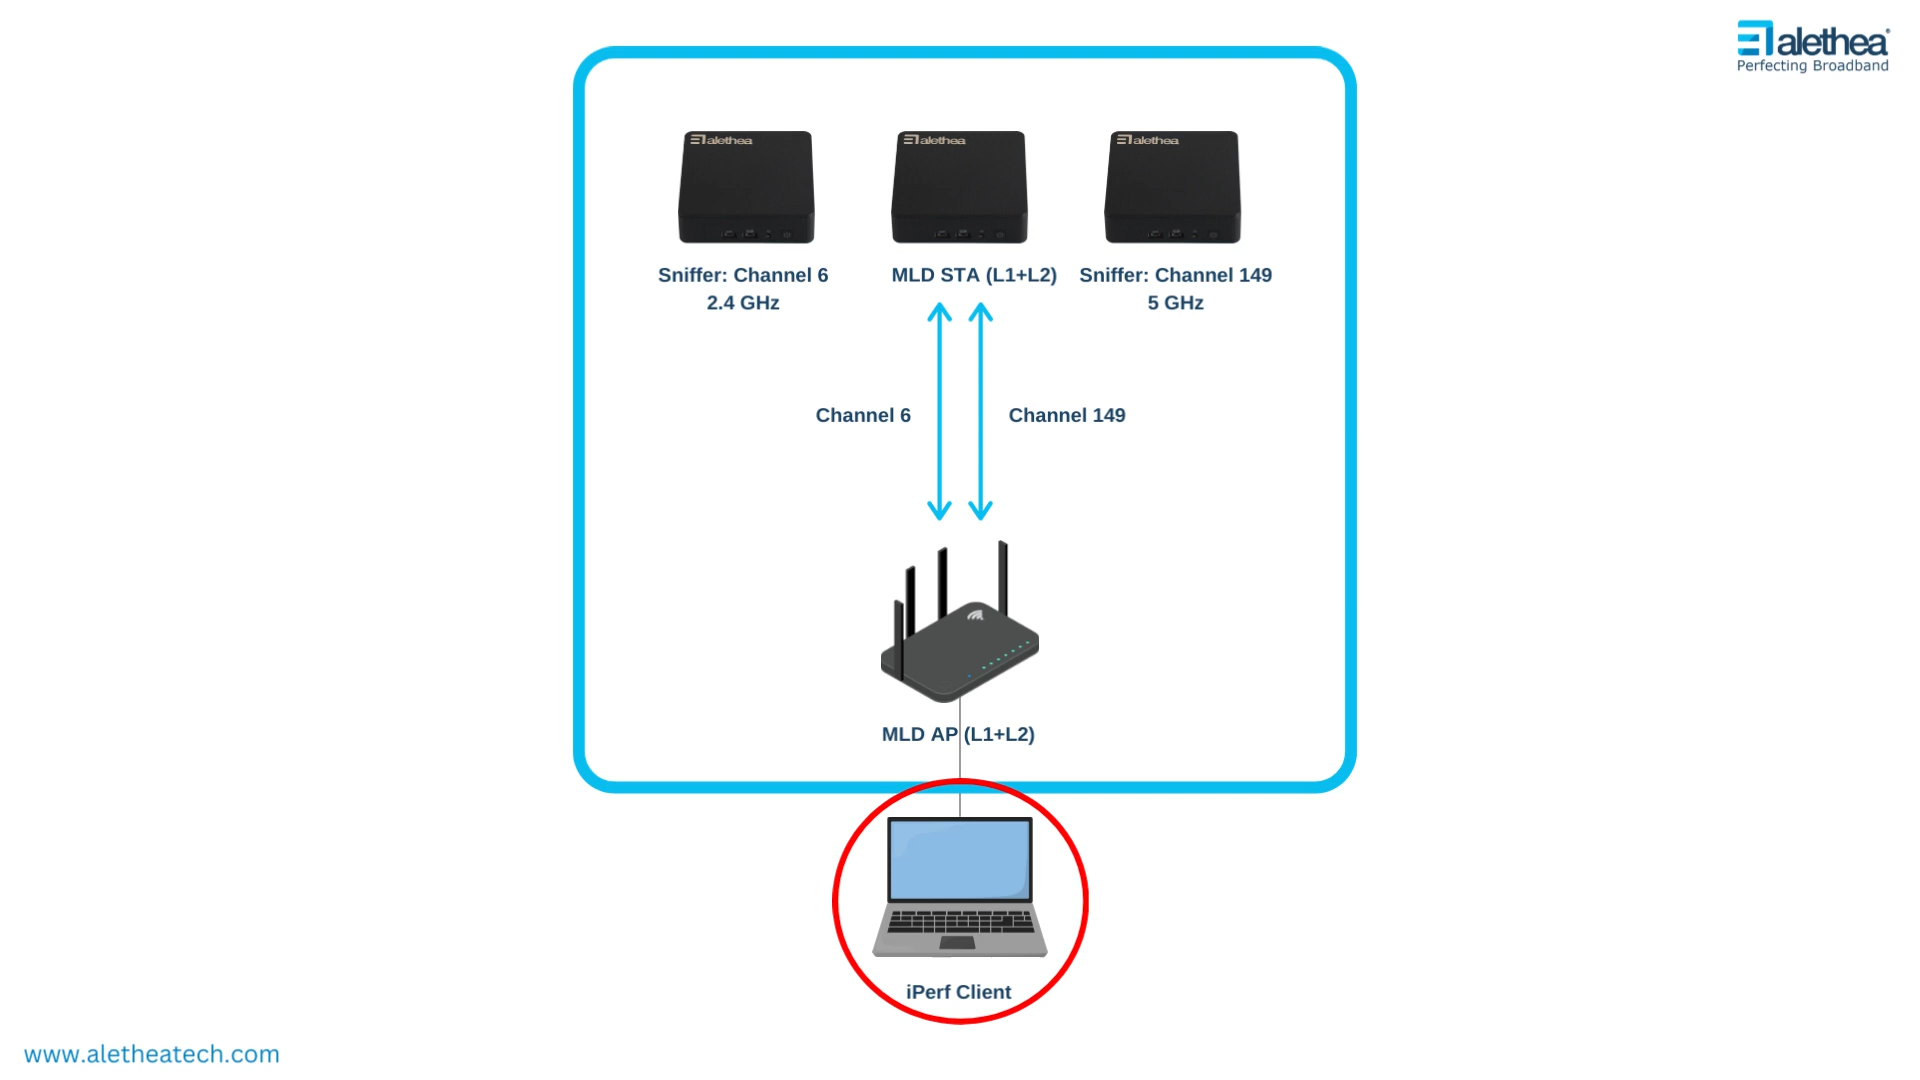 alethea
Perfecting Broadband
alethea
alethea
alethea
Sniffer: Channel 6
2.4 GHz
MLD STA (L1+L2)
Sniffer: Channel 149
5 GHz
Channel 6
Channel 149
MLD AP (L1+L2)
iPerf Client
www.aletheatech.com